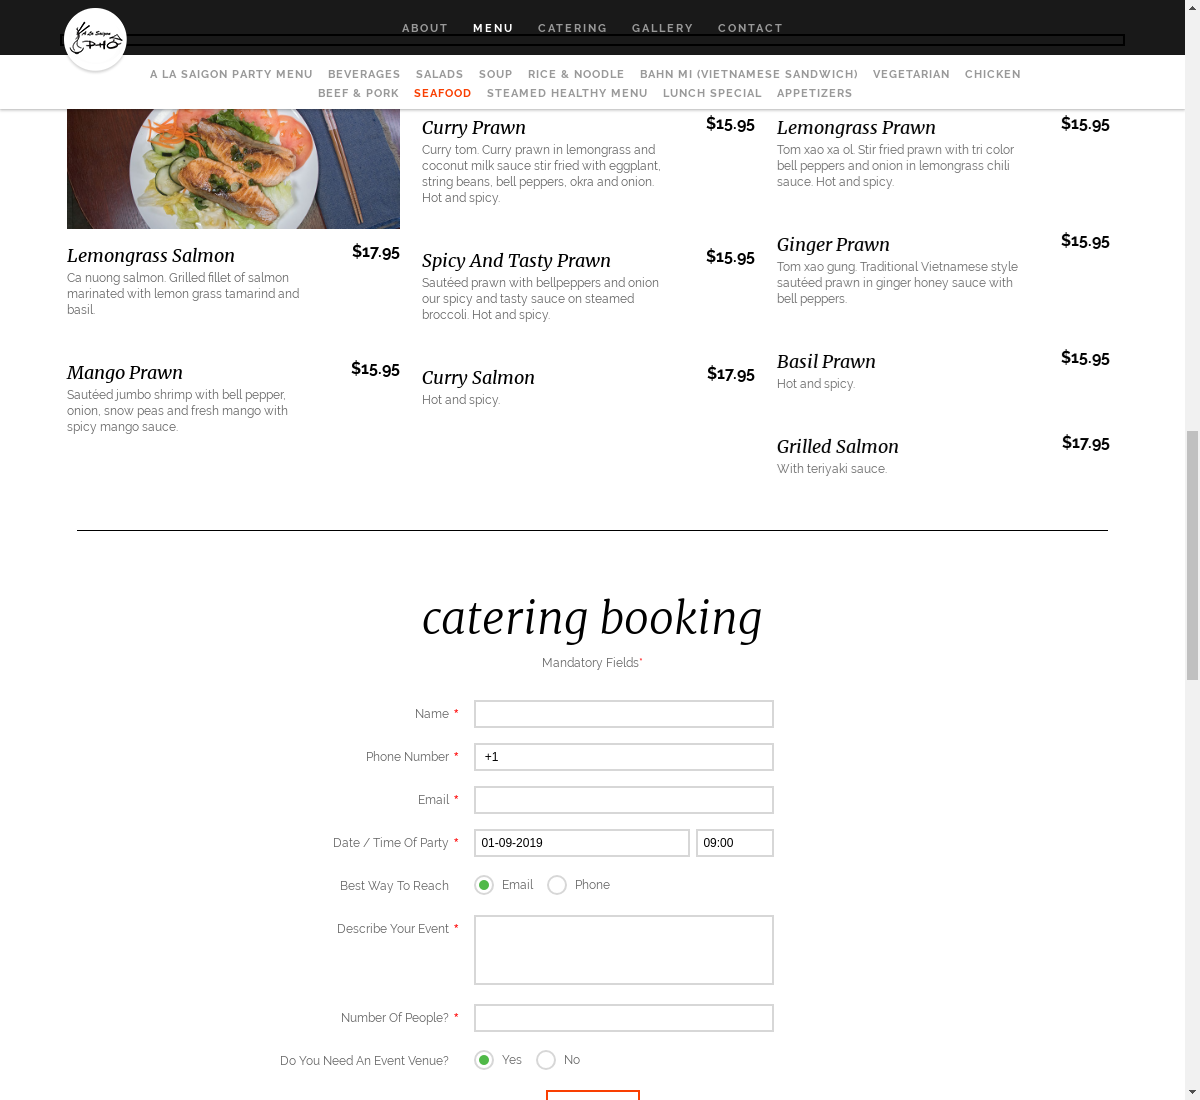 A La Saigon
PHO
ABOUT MENU CATERING GALLERY CONTACT
A LA SAIGON PARTY MENU BEVERAGES SALADS SOUP RICE & NOODLE BAHN MI (VIETNAMESE SANDWICH) VEGETARIAN CHICKEN
BEEF & PORK SEAFOOD STEAMED HEALTHY MENU LUNCH SPECIAL APPETIZERS
Lemongrass Salmon $17.95
Ca nuong salmon. Grilled fillet of salmon
marinated with lemon grass tamarind and
basil.
Mango Prawn $15.95
Sautéed jumbo shrimp with bell pepper,
onion, snow peas and fresh mango with
spicy mango sauce.
Curry Prawn $15.95
Curry tom. Curry prawn in lemongrass and
coconut milk sauce stir fried with eggplant,
string beans, bell peppers, okra and onion.
Hot and spicy.
Spicy And Tasty Prawn $15.95
Sautéed prawn with bellpeppers and onion
our spicy and tasty sauce on steamed
broccoli. Hot and spicy.
Curry Salmon $17.95
Hot and spicy.
Lemongrass Prawn $15.95
Tom xao xa ol. Stir fried prawn with tri color
bell peppers and onion in lemongrass chili
sauce. Hot and spicy.
Ginger Prawn $15.95
Tom xao gung. Traditional Vietnamese style
sautéed prawn in ginger honey sauce with
bell peppers.
Basil Prawn $15.95
Hot and spicy.
Grilled Salmon $17.95
With teriyaki sauce.
catering booking
Mandatory Fields*
Name *
Phone Number * +1
Email *
Date / Time Of Party * 01-09-2019 09:00
Best Way To Reach Email Phone
Describe Your Event *
Number Of People? *
Do You Need An Event Venue? Yes No